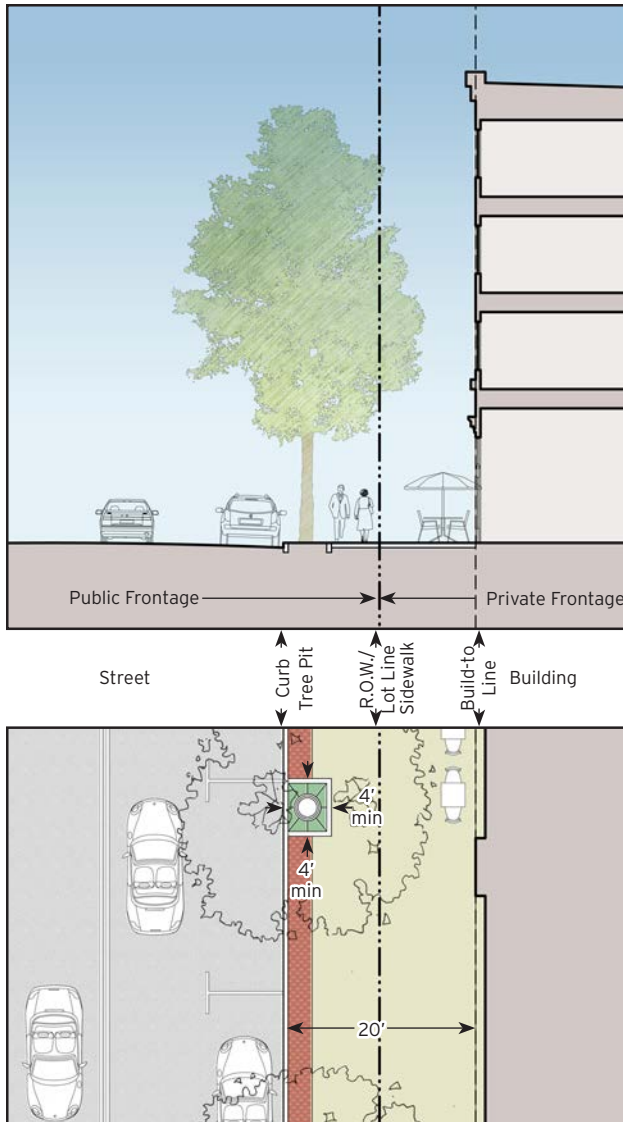 Public Frontage
Private Frontage
Street
Curb
Tree Pit
R.O.W./
Lot Line
Sidewalk
Build-to
Line
Building
4'
min
4'
min
20'